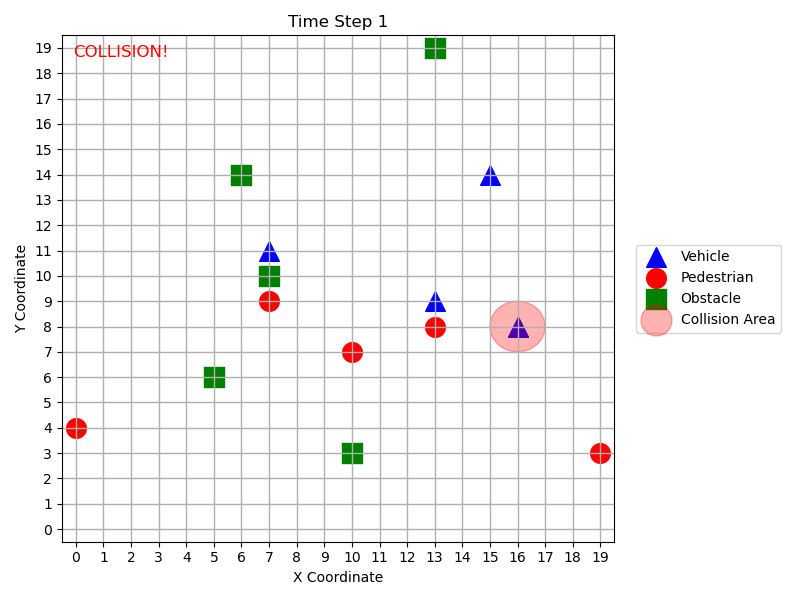 Time Step 1
COLLISION!
Y Coordinate
19
18
17
16
15
14
13
12
11
10
9
8
7
6
5
4
3
2
1
0
0 1 2 3 4 5 6 7 8 9 10 11 12 13 14 15 16 17 18 19
X Coordinate
Vehicle
Pedestrian
Obstacle
Collision Area